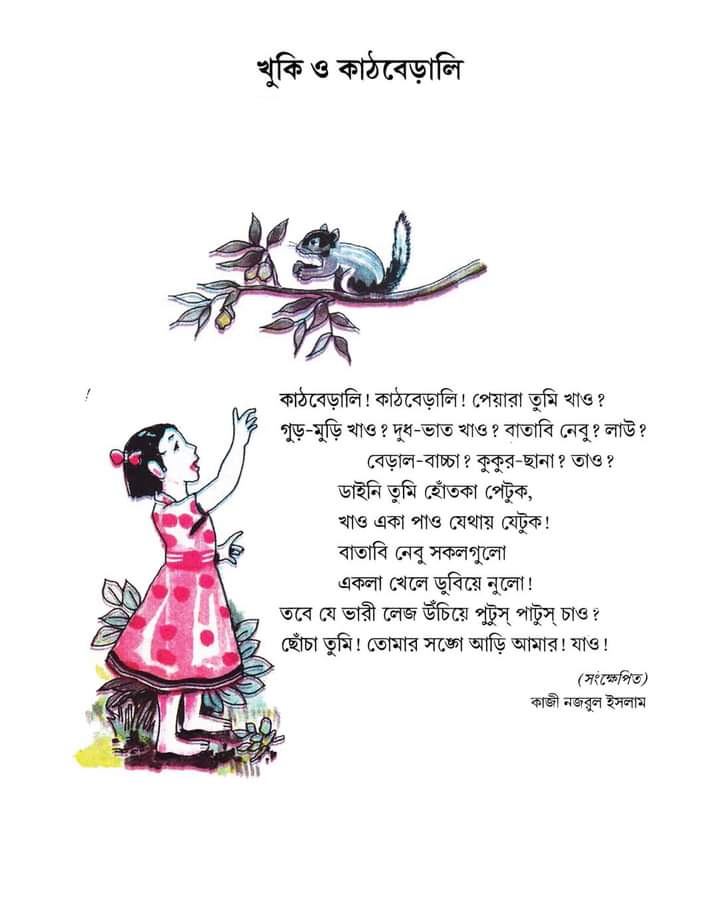 খুকি ও কাঠবেড়ালি
কাঠবেড়ালি! কাঠবেড়ালি! পেয়ারা তুমি খাও?
গুড়-মুড়ি খাও? দুধ-ভাত খাও? বাতাবি নেবু? লাউ?
বেড়াল-বাচ্চা? কুকুর-ছানা? তাও?
ডাইনি তুমি হোঁতকা পেটুক,
খাও একা পাও যেথায় যেটুক!
বাতাবি নেবু সকলগুলো
একলা খেলে ডুবিয়ে নুলো!
তবে যে ভারী লেজ উঁচিয়ে পুটুস্ পাটুস্ চাও?
ছোঁচা তুমি! তোমার সঙ্গে আড়ি আমার! যাও!
(সংক্ষেপিত)
কাজী নজরুল ইসলাম